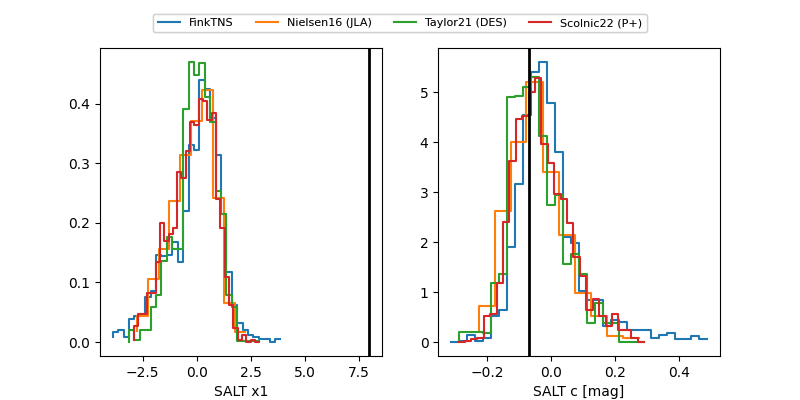 FinkTNS Nielsen16 (JLA) Taylor21 (DES) Scolnic22 (P+)
0.4
0.3
0.2
0.1
0.0
−2.5 0.0 2.5 5.0 7.5
SALT x1
5
4
3
2
1
0
−0.2 0.0 0.2 0.4
SALT c [mag]